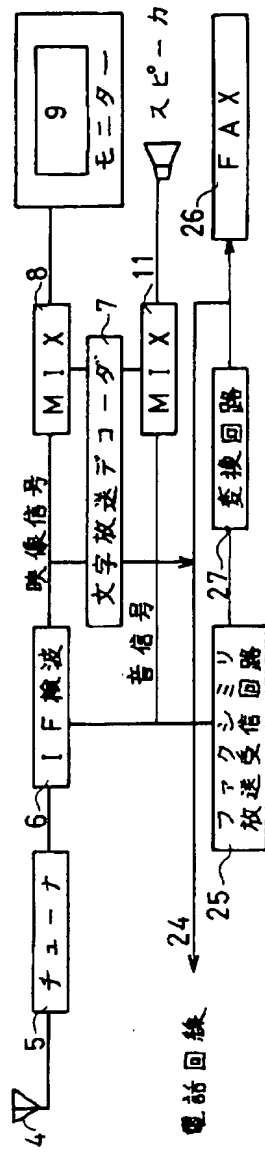 4
5
チューナ
6
IF検波
映像信号
8
MIX
9
モニター
文字放送デコーダ
7
音信号
11
MIX
スピーカ
電話回線
24
25
ファクシミリ
放送受信回路
27
変換回路
26
FAX